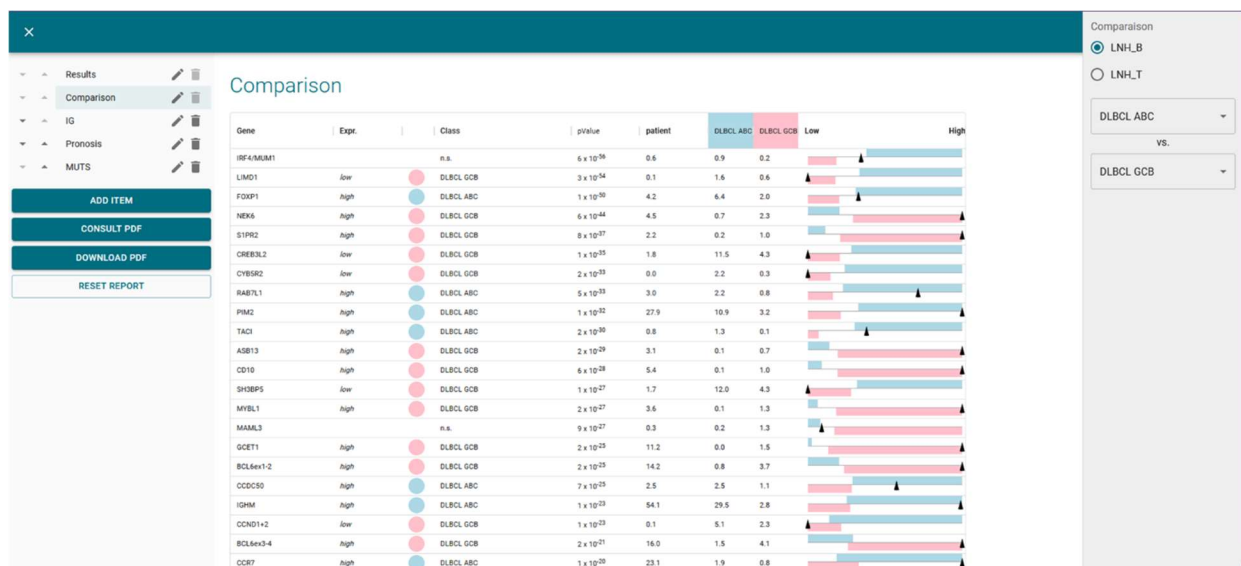 Results
Comparison
IG
Pronosis
MUTS
ADD ITEM
CONSULT PDF
DOWNLOAD PDF
RESET REPORT
Comparison
Gene Expr. Class pValue patient DLBCL ABC DLBCL GCB Low High
IRF4/MUM1 n.s. 6 x 10-56 0.6 0.9 0.2
LIMD1 low DLBCL GCB 3 x 10-54 0.1 1.6 0.6
FOXP1 high DLBCL ABC 1 x 10-50 4.2 6.4 2.0
NEK6 high DLBCL GCB 6 x 10-44 4.5 0.7 2.3
S1PR2 high DLBCL GCB 8 x 10-37 2.2 0.2 1.0
CREB3L2 low DLBCL GCB 1 x 10-35 1.8 11.5 4.3
CYB5R2 low DLBCL GCB 2 x 10-33 0.0 2.2 0.3
RAB7L1 high DLBCL ABC 5 x 10-33 3.0 2.2 0.8
PIM2 high DLBCL ABC 1 x 10-32 27.9 10.9 3.2
TACI high DLBCL ABC 2 x 10-30 0.8 1.3 0.1
ASB13 high DLBCL GCB 2 x 10-29 3.1 0.1 0.7
CD10 high DLBCL GCB 6 x 10-28 5.4 0.1 1.0
SH3BP5 low DLBCL GCB 1 x 10-27 1.7 12.0 4.3
MYBL1 high DLBCL GCB 2 x 10-27 3.6 0.1 1.3
MAML3 n.s. 9 x 10-27 0.3 0.2 1.3
GCET1 high DLBCL GCB 2 x 10-25 11.2 0.0 1.5
BCL6ex1-2 high DLBCL GCB 2 x 10-25 14.2 0.8 3.7
CCDC50 high DLBCL ABC 7 x 10-25 2.5 2.5 1.1
IGHM high DLBCL ABC 1 x 10-23 54.1 29.5 2.8
CCND1+2 low DLBCL GCB 1 x 10-23 0.1 5.1 2.3
BCL6ex3-4 high DLBCL GCB 2 x 10-21 16.0 1.5 4.1
CCR7 high DLBCL ABC 1 x 10-20 23.1 1.9 0.8
Comparaison
LNH_B
LNH_T
DLBCL ABC
vs.
DLBCL GCB